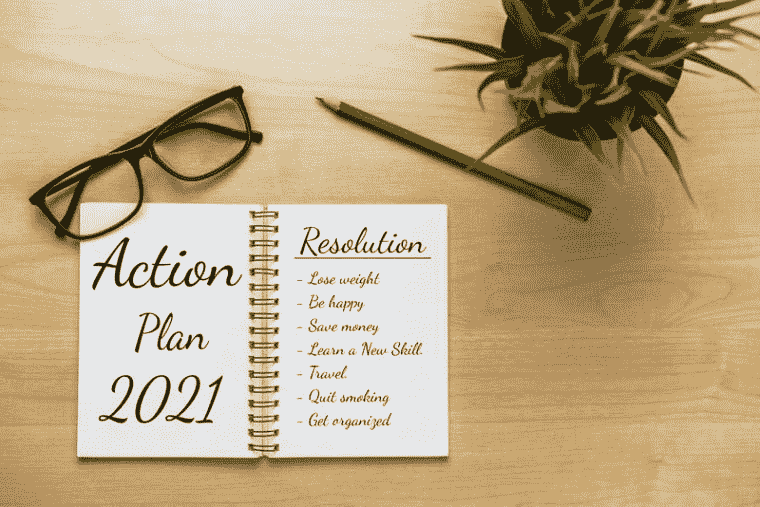 Action
Plan
2021
Resolution
- Lose weight
- Be happy
- Save money
- Learn a New Skill.
- Travel.
- Quit smoking
- Get organized